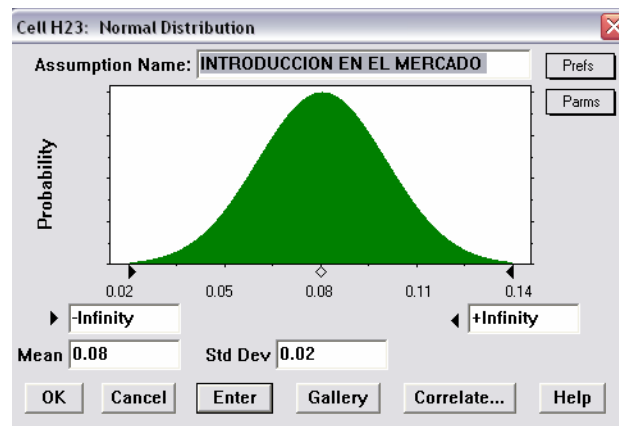 Cell H23: Normal Distribution
Assumption Name: INTRODUCCION EN EL MERCADO
Prefs
Parms
Probability
0.02 0.05 0.08 0.11 0.14
-Infinity +Infinity
Mean 0.08 Std Dev 0.02
OK Cancel Enter Gallery Correlate... Help